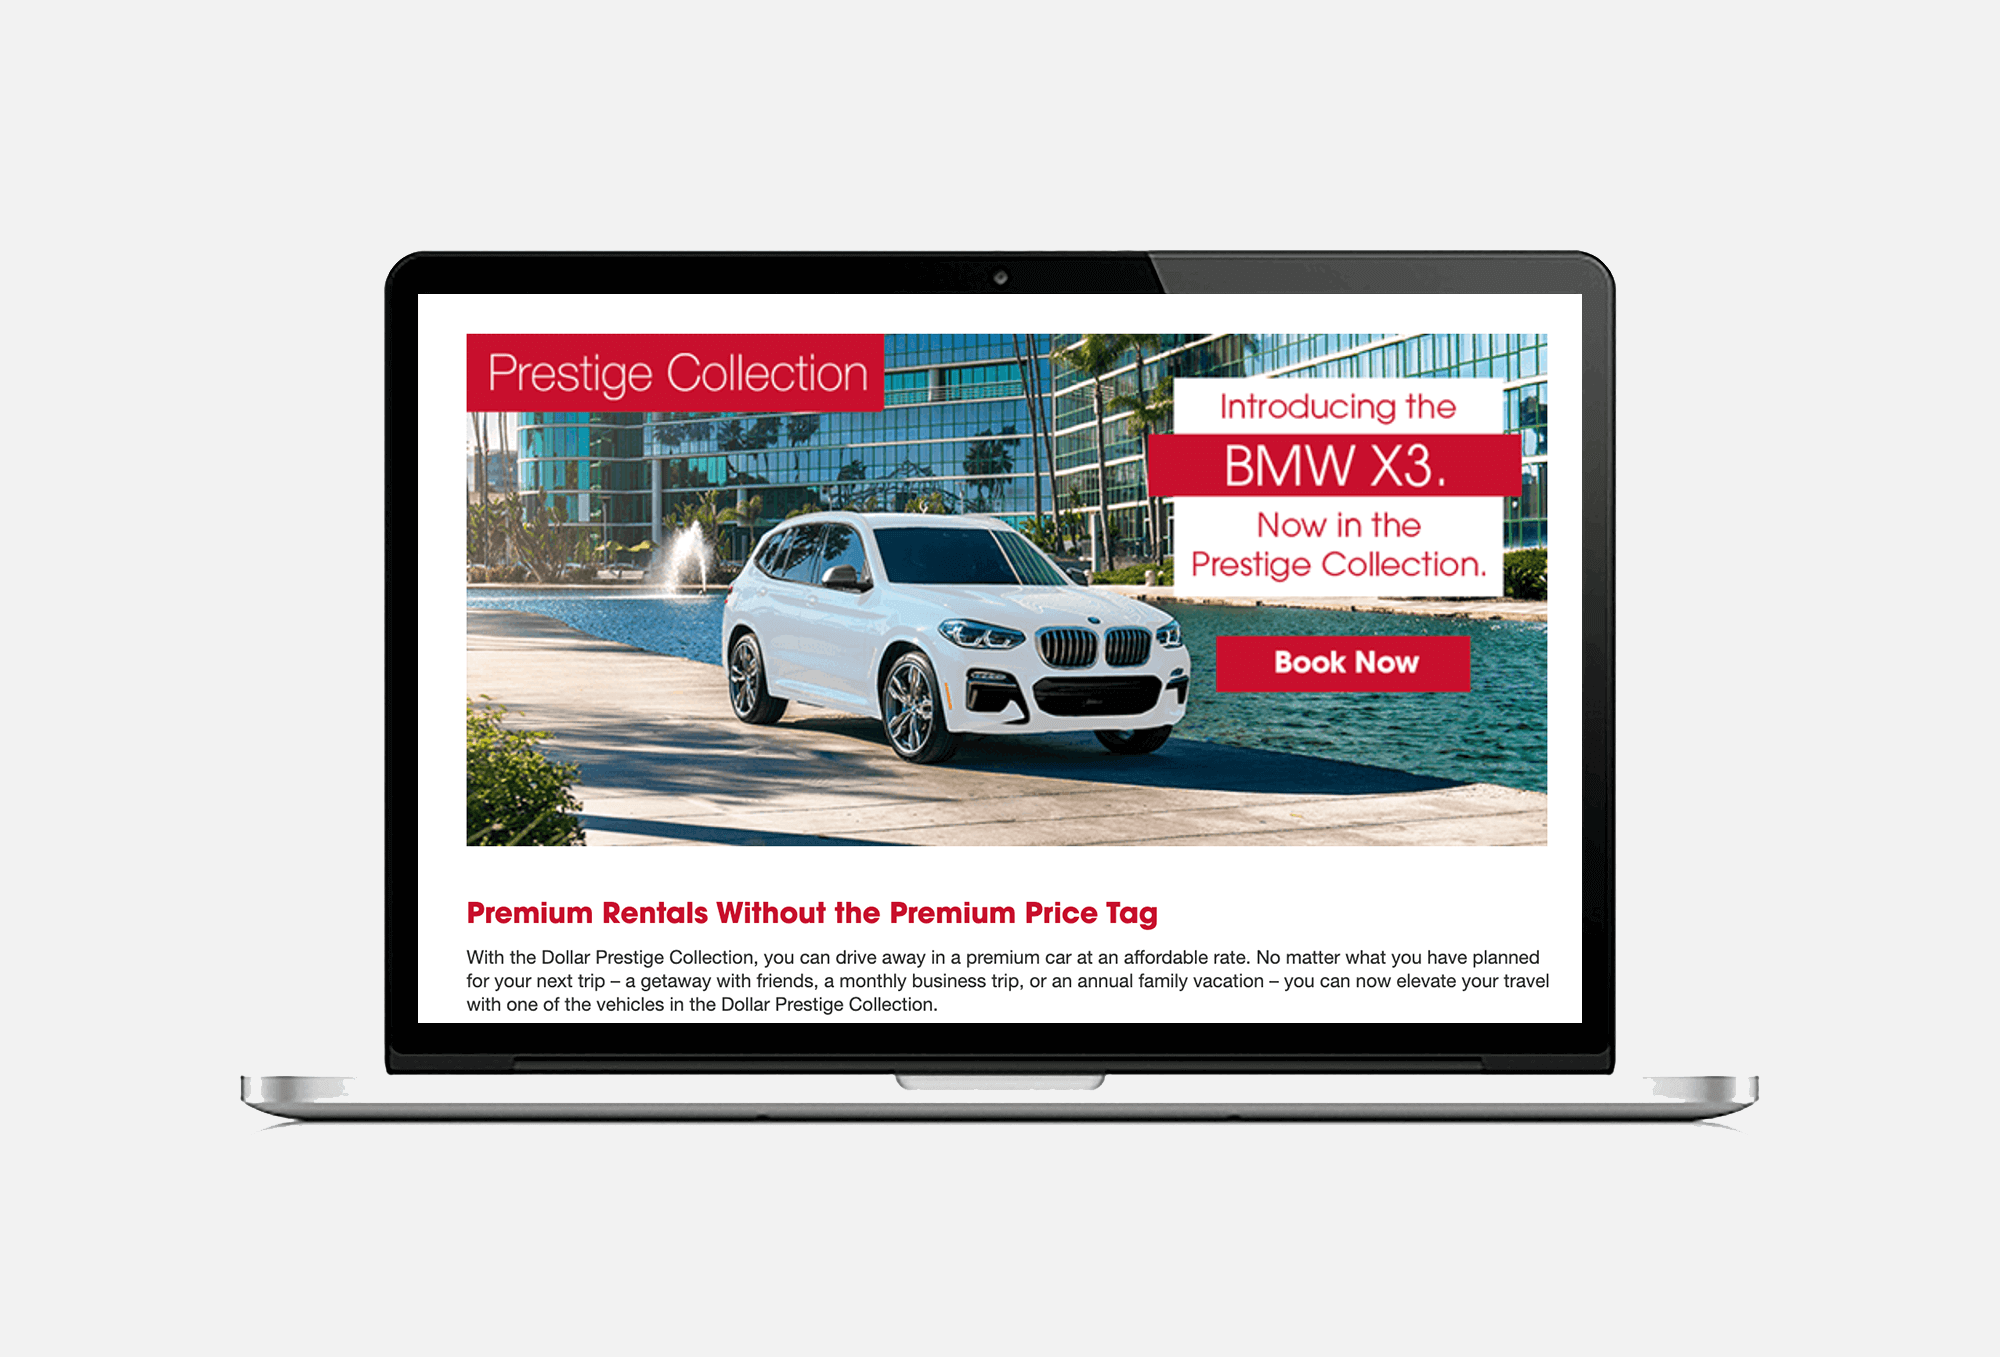 Prestige Collection
Introducing the
BMW X3.
Now in the
Prestige Collection.
Book Now
Premium Rentals Without the Premium Price Tag
With the Dollar Prestige Collection, you can drive away in a premium car at an affordable rate. No matter what you have planned
for your next trip – a getaway with friends, a monthly business trip, or an annual family vacation – you can now elevate your travel
with one of the vehicles in the Dollar Prestige Collection.